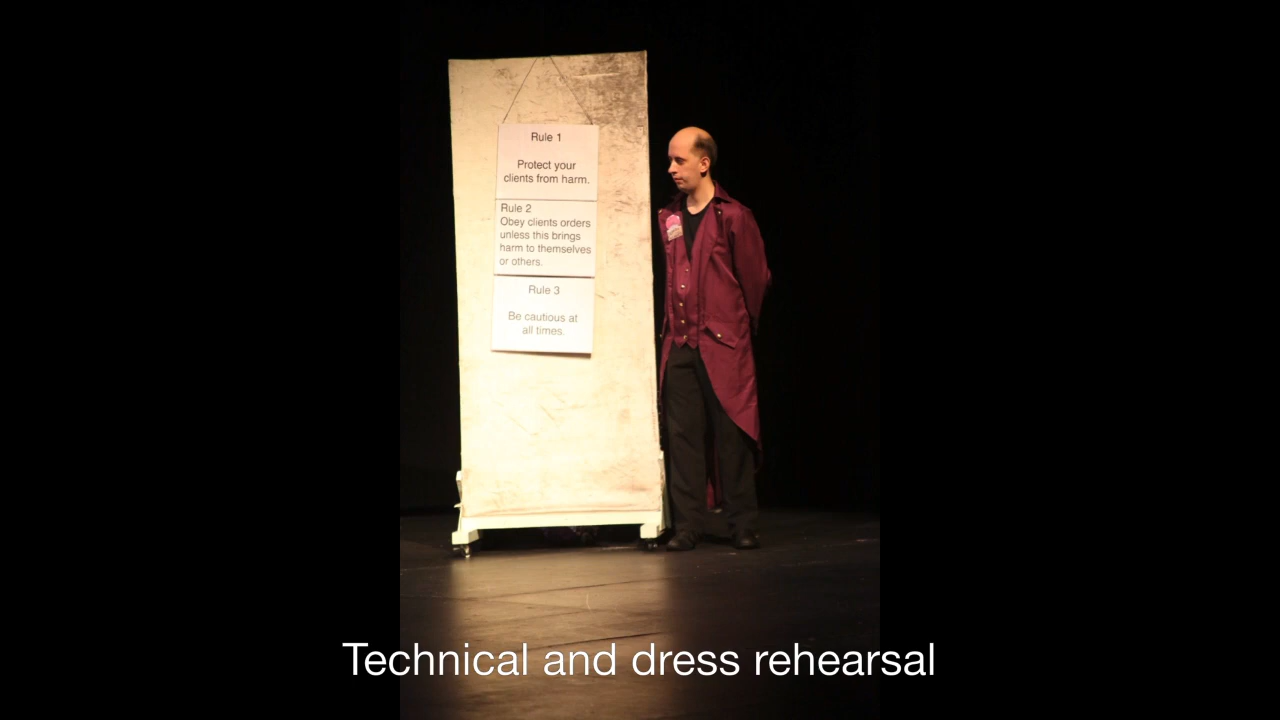 Rule 1
Protect your
clients from harm.
Rule 2
Obey clients orders
unless this brings
harm to themselves
or others.
Rule 3
Be cautious at
all times.
Technical and dress rehearsal